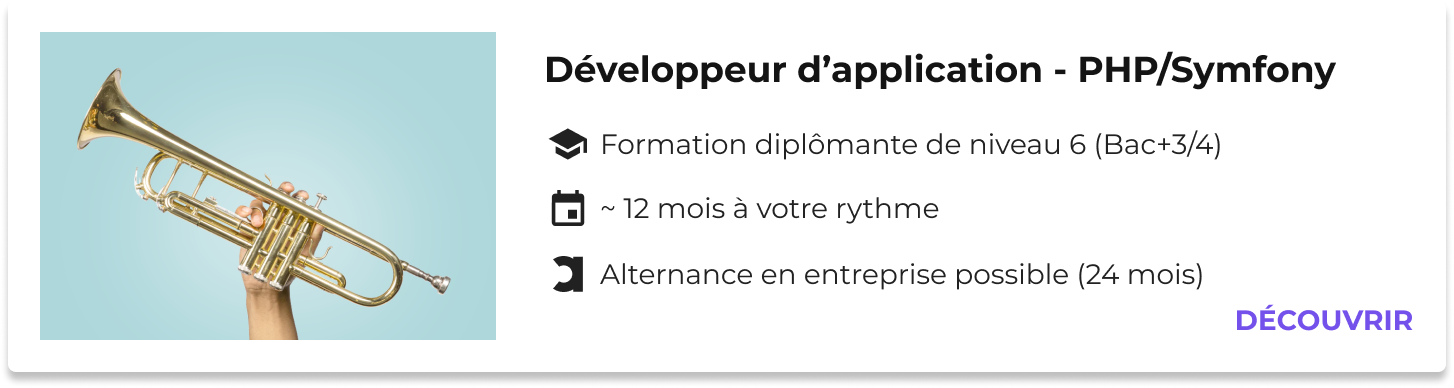 Développeur d’application - PHP/Symfony
Formation diplômante de niveau 6 (Bac+3/4)
~ 12 mois à votre rythme
Alternance en entreprise possible (24 mois)
DÉCOUVRIR